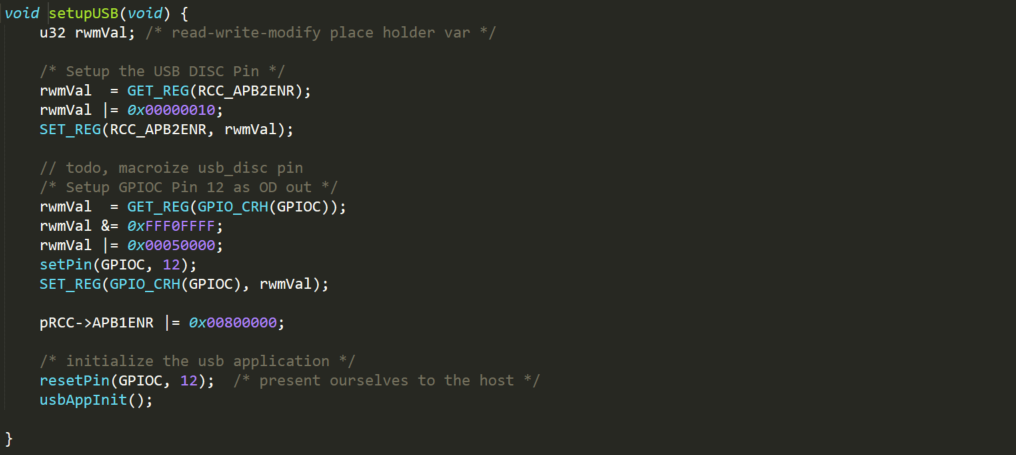 void setupUSB(void) {
    u32 rwmVal; /* read-write-modify place holder var */

    /* Setup the USB DISC Pin */
    rwmVal  = GET_REG(RCC_APB2ENR);
    rwmVal |= 0x00000010;
    SET_REG(RCC_APB2ENR, rwmVal);

    // todo, macroize usb_disc pin
    /* Setup GPIOC Pin 12 as OD out */
    rwmVal  = GET_REG(GPIO_CRH(GPIOC));
    rwmVal &= 0xFFF0FFFF;
    rwmVal |= 0x00050000;
    setPin(GPIOC, 12);
    SET_REG(GPIO_CRH(GPIOC), rwmVal);

    pRCC->APB1ENR |= 0x00800000;

    /* initialize the usb application */
    resetPin(GPIOC, 12);  /* present ourselves to the host */
    usbAppInit();

}